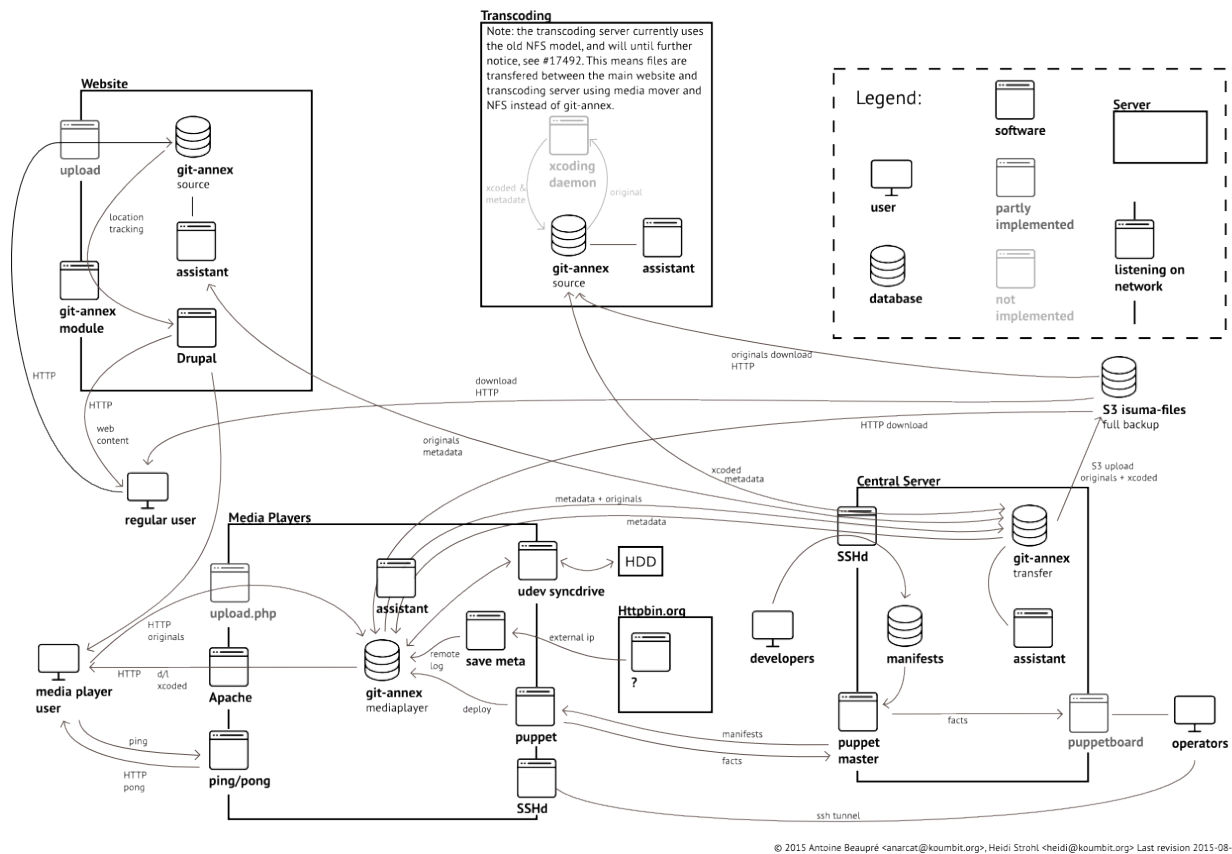 Transcoding
Note: the transcoding server currently uses
the old NFS model, and will until further
notice, see #17492. This means files are
transfered between the main website and
transcoding server using media mover and
NFS instead of git-annex.
xcoding
daemon
xcoded &
metadate
original
git-annex
source
assistant
Website
upload
git-annex
source
location
tracking
assistant
git-annex
module
Drupal
HTTP
HTTP
web
content
regular user
Legend:
software
Server
user
partly
implemented
database
not
implemented
listening on
network
originals download
HTTP
download
HTTP
S3 isuma-files
full backup
HTTP download
originals
metadata
xcoded
metadata
S3 upload
originals + xcoded
Media Players
metadata + originals
metadata
assistant
udev syncdrive
HDD
upload.php
HTTP
originals
save meta
remote
log
external ip
Httpbin.org
?
media player
user
HTTP
d/l
xcoded
Apache
git-annex
mediaplayer
deploy
puppet
ping
HTTP
pong
ping/pong
SSHd
manifests
facts
Central Server
SSHd
git-annex
transfer
developers
manifests
assistant
puppet
master
facts
puppetboard
operators
ssh tunnel
© 2015 Antoine Beaupré <anarcat@koumbit.org>, Heidi Strohl <heidi@koumbit.org> Last revision 2015-08-